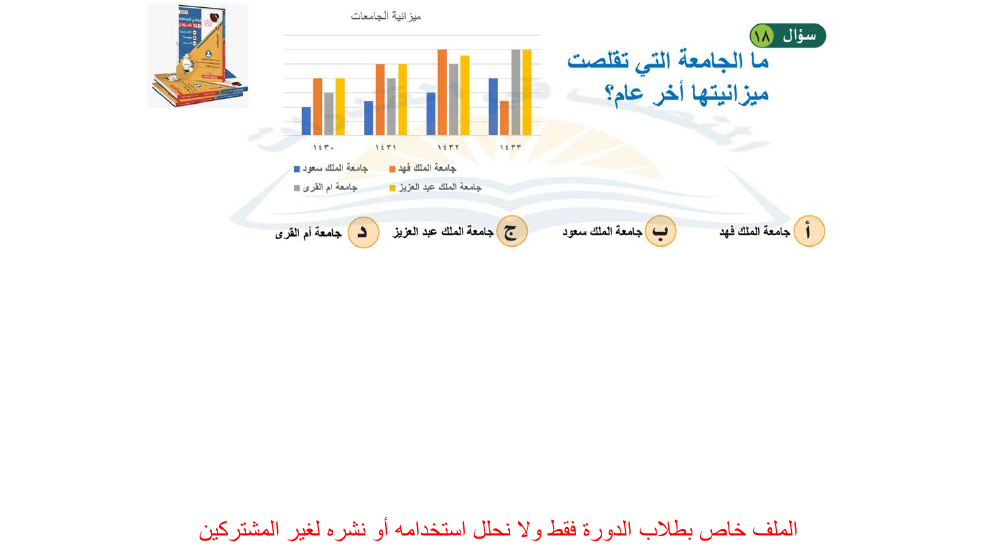 سؤال ١٨
ما الجامعة التي تقلصت
ميزانيتها أخر عام؟
ميزانية الجامعات
١٤٣٠ ١٤٣١ ١٤٣٢ ١٤٣٣
جامعة الملك سعود جامعة الملك فهد
جامعة ام القرى جامعة الملك عبد العزيز
أ جامعة الملك فهد ب جامعة الملك سعود ج جامعة الملك عبد العزيز د جامعة أم القرى
الملف خاص بطلاب الدورة فقط ولا نحلل استخدامه أو نشره لغير المشتركين